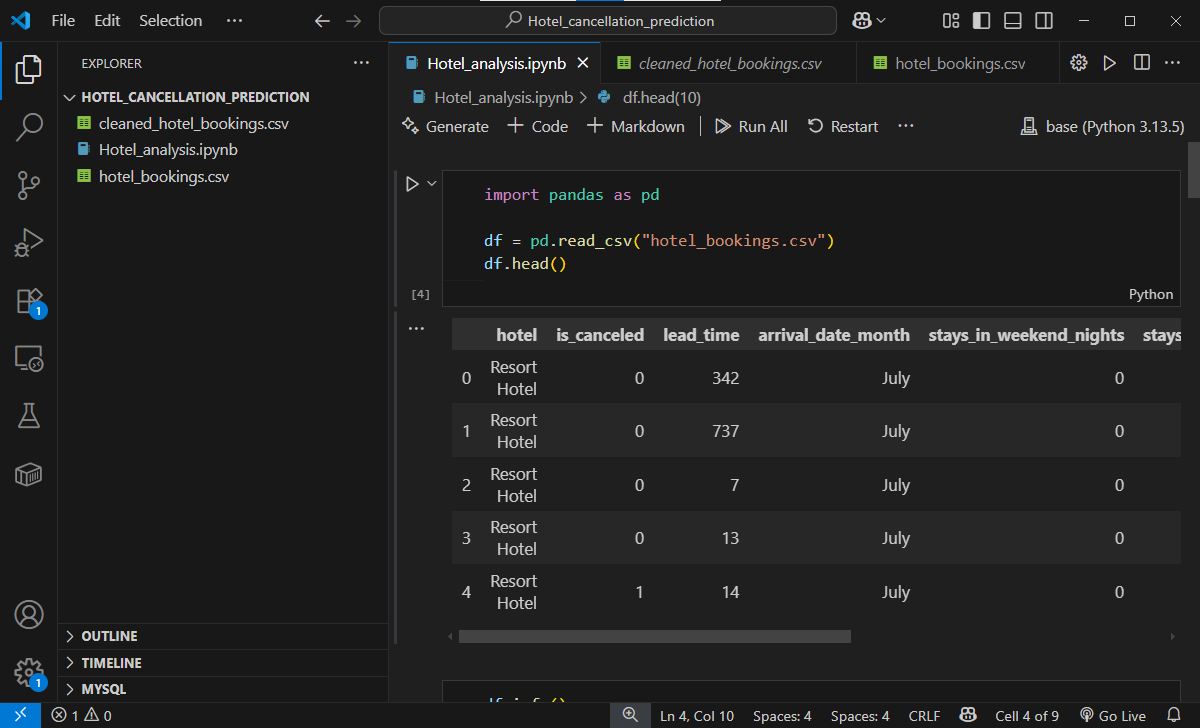 File Edit Selection ··· Hotel_cancellation_prediction
EXPLORER ···
HOTEL_CANCELLATION_PREDICTION
cleaned_hotel_bookings.csv
Hotel_analysis.ipynb
hotel_bookings.csv
OUTLINE
TIMELINE
MYSQL
1
1
Hotel_analysis.ipynb cleaned_hotel_bookings.csv hotel_bookings.csv ···
Hotel_analysis.ipynb > df.head(10)
Generate + Code + Markdown Run All Restart ··· base (Python 3.13.5)
import pandas as pd
df = pd.read_csv("hotel_bookings.csv")
df.head()
[4] Python
···
hotel is_canceled lead_time arrival_date_month stays_in_weekend_nights stays
0 Resort Hotel 0 342 July 0
1 Resort Hotel 0 737 July 0
2 Resort Hotel 0 7 July 0
3 Resort Hotel 0 13 July 0
4 Resort Hotel 1 14 July 0
1 0 Ln 4, Col 10 Spaces: 4 Spaces: 4 CRLF Cell 4 of 9 Go Live